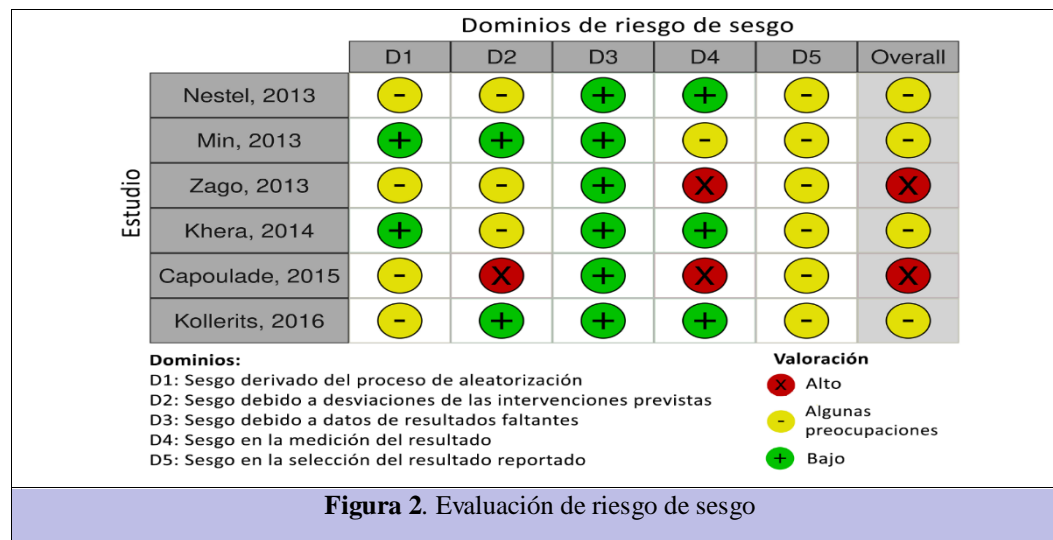 Dominios de riesgo de sesgo
D1 D2 D3 D4 D5 Overall
Estudio
Nestel, 2013 - - + + - -
Min, 2013 + + + - - -
Zago, 2013 - - + X - X
Khera, 2014 + - + + - -
Capoulade, 2015 - X + X - X
Kollerits, 2016 - + + + - -
Dominios:
D1: Sesgo derivado del proceso de aleatorización
D2: Sesgo debido a desviaciones de las intervenciones previstas
D3: Sesgo debido a datos de resultados faltantes
D4: Sesgo en la medición del resultado
D5: Sesgo en la selección del resultado reportado
Valoración
X Alto
- Algunas
preocupaciones
+ Bajo
Figura 2. Evaluación de riesgo de sesgo